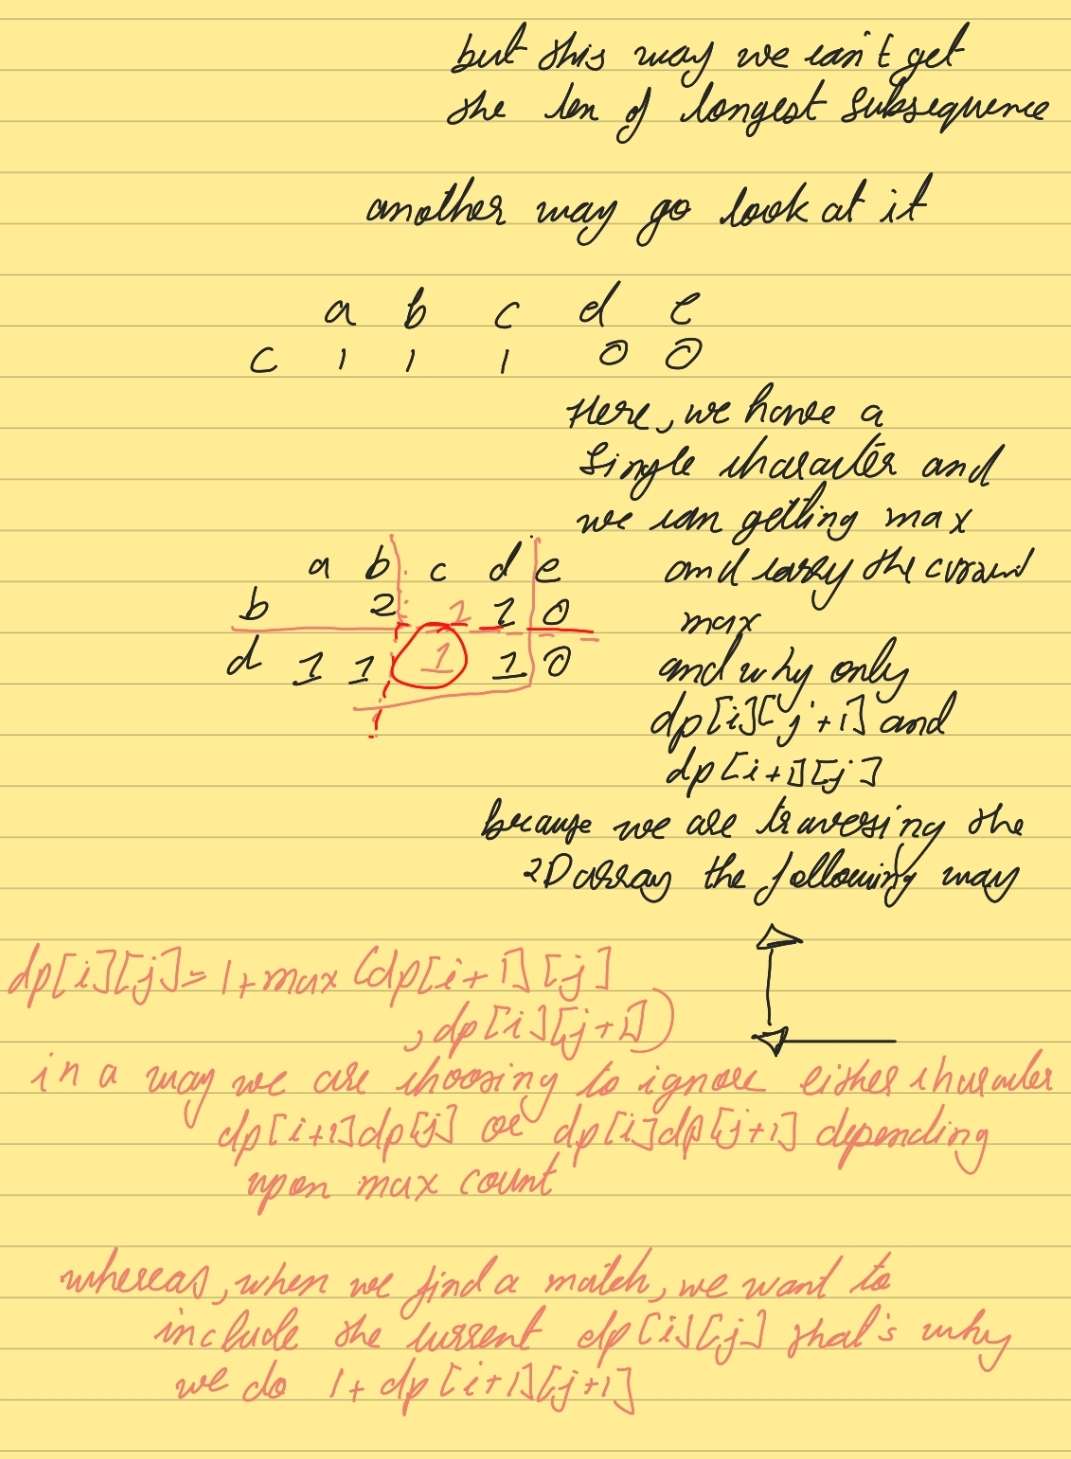 but this way we can't get
the len of longest subsequence
another way go look at it
a b c d e
c 1 1 1 0 0
Here, we have a
single character and
we can getting max
a b c d e
and carry the current
b 2 1 1 0
max
d 1 1 1 1 0
and why only
dp[i][j+1] and
dp[i+1][j]
because we are traversing the
2D array the following way
dp[i][j] = 1+max (dp[i+1][j]
, dp[i][j+1])
in a way we are choosing to ignore either character
dp[i+1]dp[j] or dp[i]dp[j+1] depending
upon max count
whereas, when we find a match, we want to
include the current dp[i][j] that's why
we do 1+ dp[i+1][j+1]